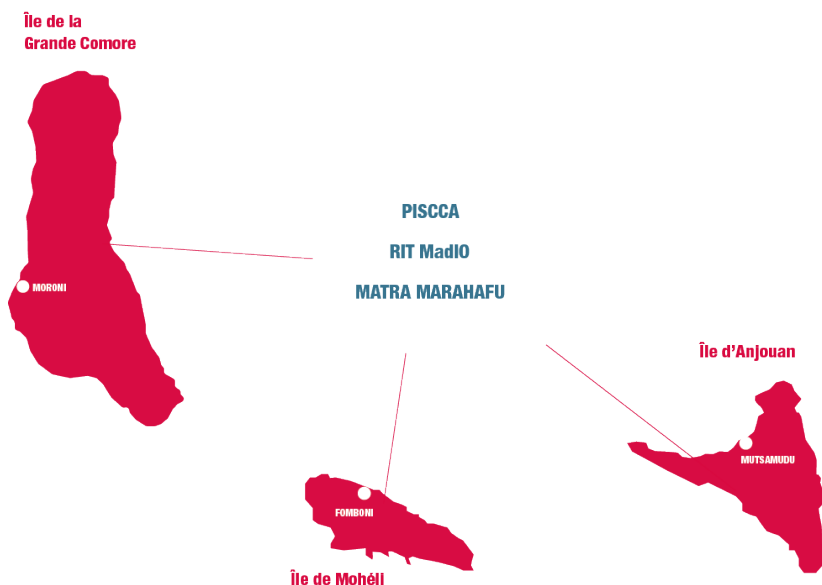 Île de la
Grande Comore
PISCCA
RIT MadIO
MATRA MARAHAFU
MORONI
Île d'Anjouan
MUTSAMUDU
FOMBONI
Île de Mohéli